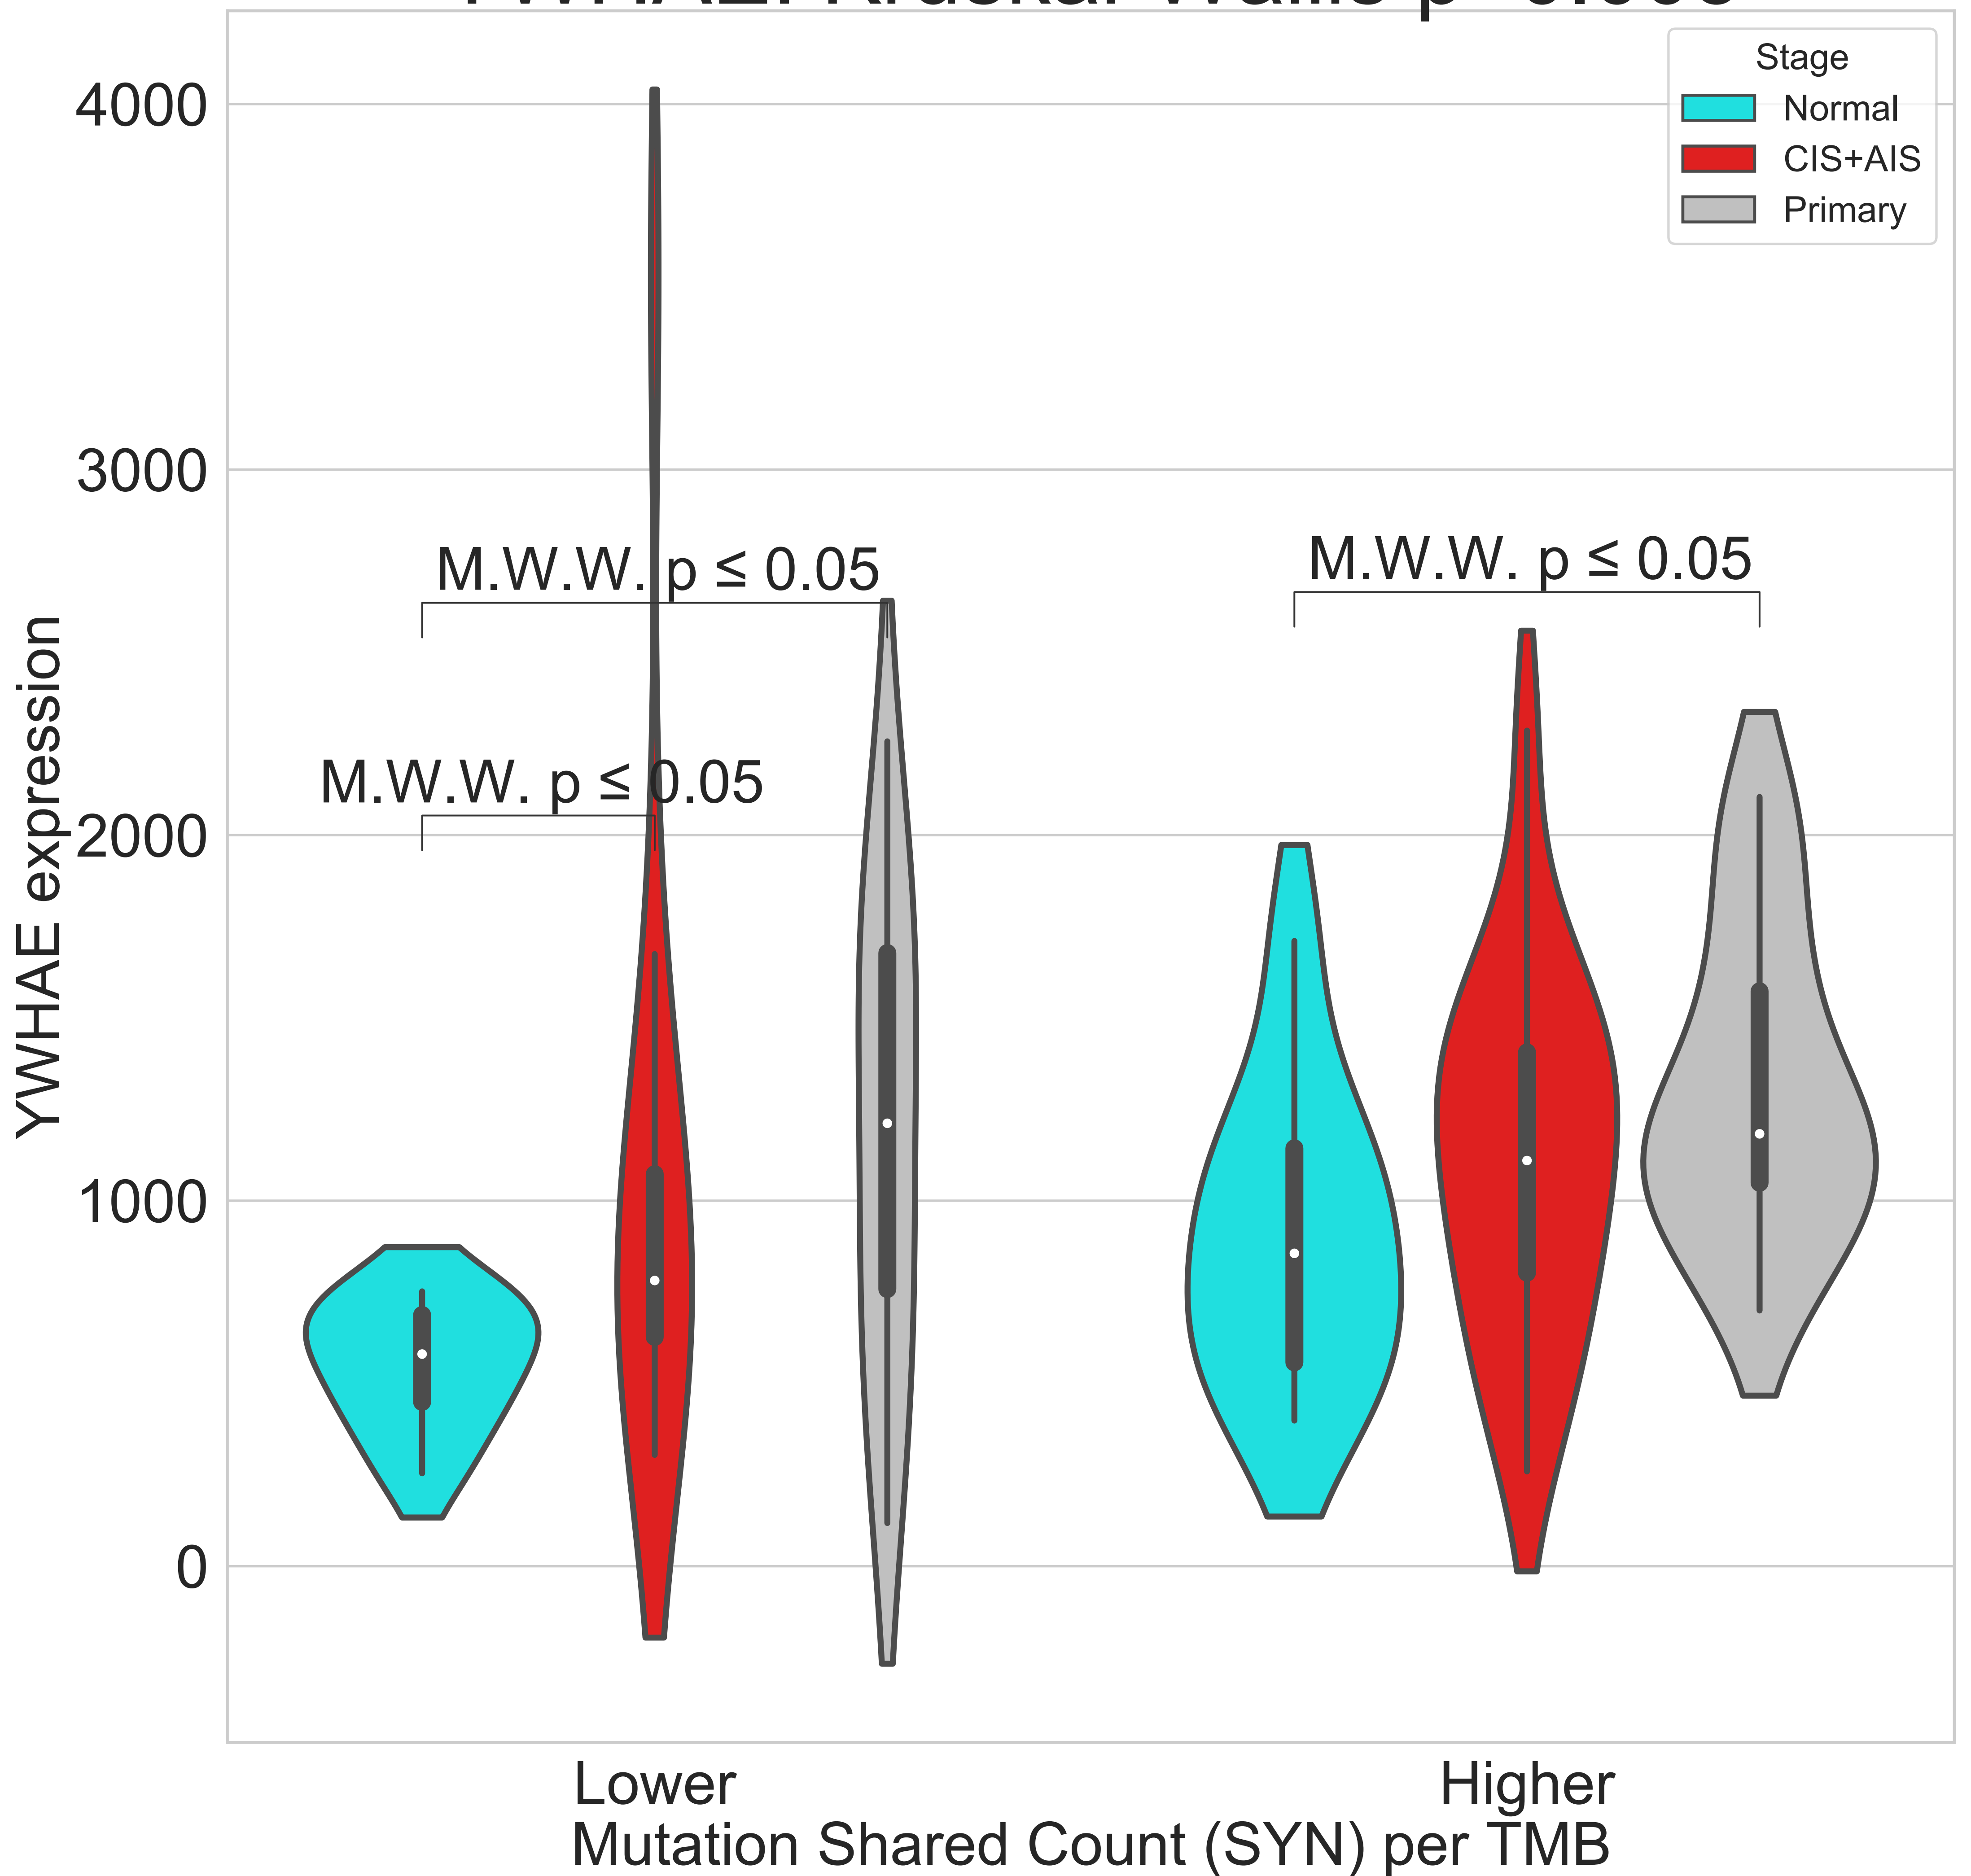 Stage
Normal
CIS+AIS
Primary
4000
3000
2000
1000
0
YWHAE expression
M.W.W. p ≤ 0.05
M.W.W. p ≤ 0.05
M.W.W. p ≤ 0.05
Lower
Higher
Mutation Shared Count (SYN) per TMB